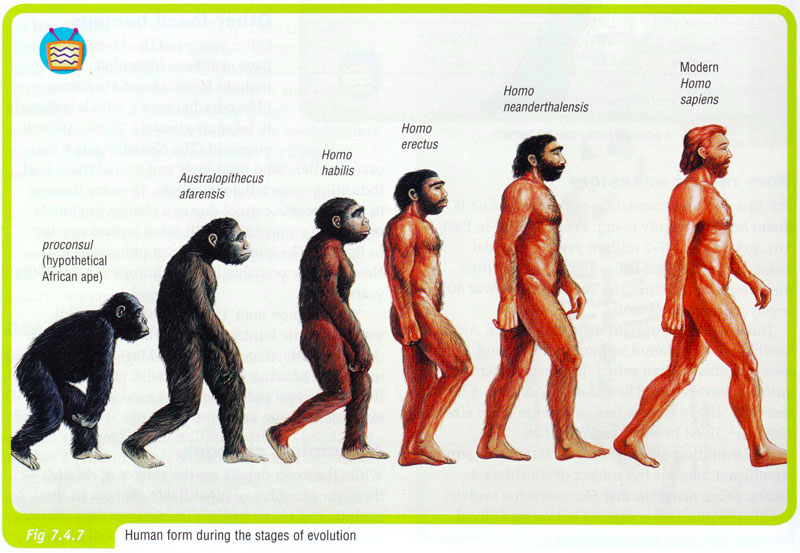 proconsul
(hypothetical
African ape)
Australopithecus
afarensis
Homo
habilis
Homo
erectus
Homo
neanderthalensis
Modern
Homo
sapiens
Fig 7.4.7
Human form during the stages of evolution